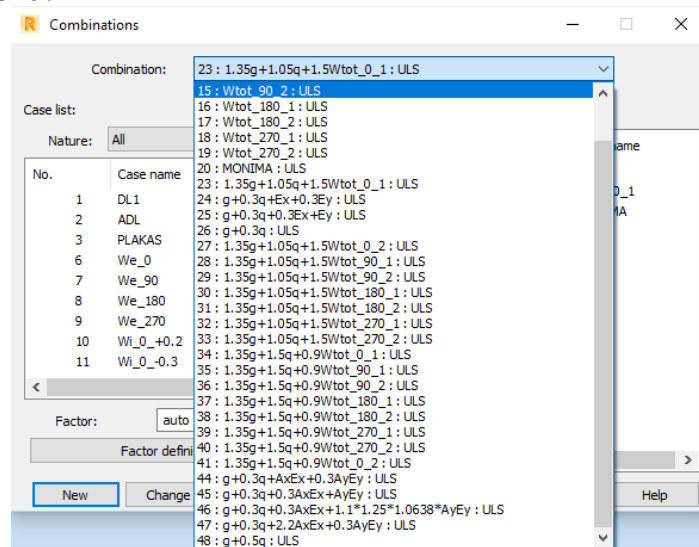 Combinations
Combination:
23 : 1.35g+1.05q+1.5Wtot_0_1 : ULS
15 : Wtot_90_2 : ULS
16 : Wtot_180_1 : ULS
17 : Wtot_180_2 : ULS
18 : Wtot_270_1 : ULS
19 : Wtot_270_2 : ULS
20 : MONIMA : ULS
23 : 1.35g+1.05q+1.5Wtot_0_1 : ULS
24 : g+0.3q+Ex+0.3Ey : ULS
25 : g+0.3q+0.3Ex+Ey : ULS
26 : g+0.3q : ULS
27 : 1.35g+1.05q+1.5Wtot_0_2 : ULS
28 : 1.35g+1.05q+1.5Wtot_90_1 : ULS
29 : 1.35g+1.05q+1.5Wtot_90_2 : ULS
30 : 1.35g+1.05q+1.5Wtot_180_1 : ULS
31 : 1.35g+1.05q+1.5Wtot_180_2 : ULS
32 : 1.35g+1.05q+1.5Wtot_270_1 : ULS
33 : 1.35g+1.05q+1.5Wtot_270_2 : ULS
34 : 1.35g+1.5q+0.9Wtot_0_1 : ULS
35 : 1.35g+1.5q+0.9Wtot_90_1 : ULS
36 : 1.35g+1.5q+0.9Wtot_90_2 : ULS
37 : 1.35g+1.5q+0.9Wtot_180_1 : ULS
38 : 1.35g+1.5q+0.9Wtot_180_2 : ULS
39 : 1.35g+1.5q+0.9Wtot_270_1 : ULS
40 : 1.35g+1.5q+0.9Wtot_270_2 : ULS
41 : 1.35g+1.5q+0.9Wtot_0_2 : ULS
44 : g+0.3q+AxEx+0.3AyEy : ULS
45 : g+0.3q+0.3AxEx+AyEy : ULS
46 : g+0.3q+0.3AxEx+1.1*1.25*1.0638*AyEy : ULS
47 : g+0.3q+2.2AxEx+0.3AyEy : ULS
48 : g+0.5q : ULS
Case list:
Nature: All
No. Case name
1 DL1
2 ADL
3 PLAKAS
6 We_0
7 We_90
8 We_180
9 We_270
10 Wi_0_+0.2
11 Wi_0_-0.3
Factor: auto
Factor defini
New Change Help
ame
0_1